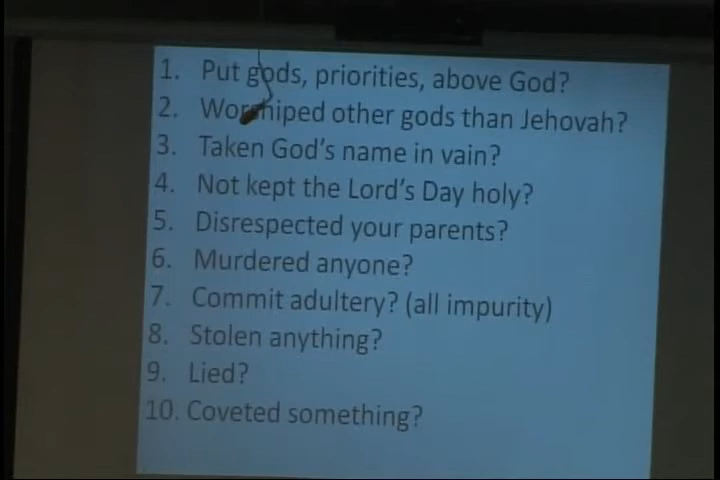 1. Put gods, priorities, above God?
2. Worshiped other gods than Jehovah?
3. Taken God's name in vain?
4. Not kept the Lord's Day holy?
5. Disrespected your parents?
6. Murdered anyone?
7. Commit adultery? (all impurity)
8. Stolen anything?
9. Lied?
10. Coveted something?